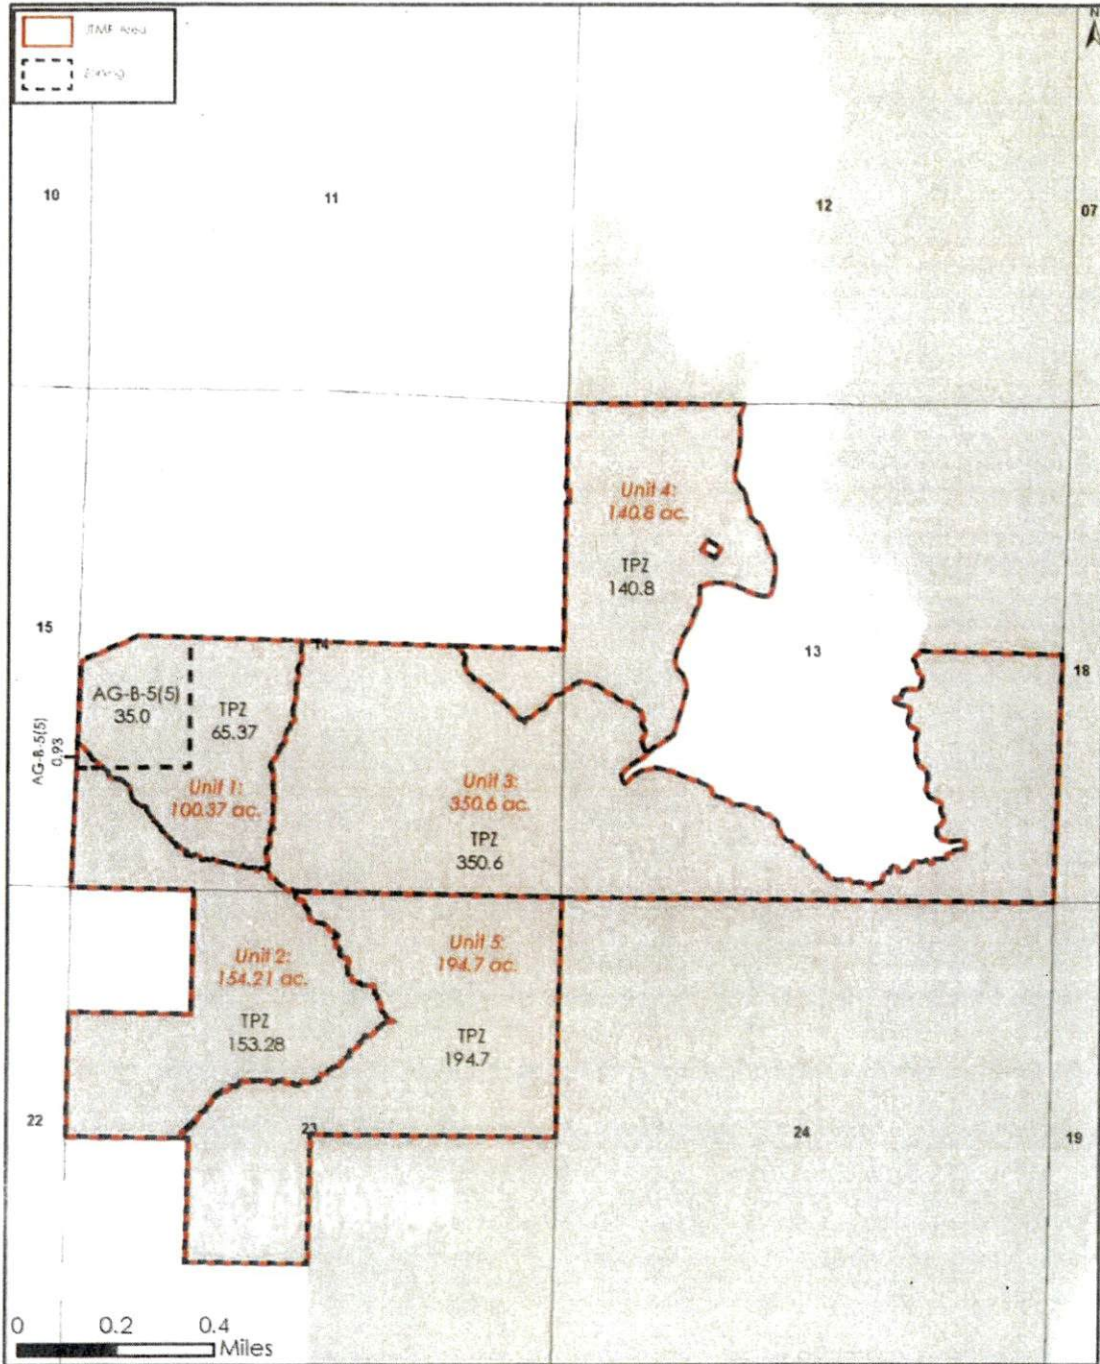 N
JTMF Area
Zoning
10
11
12
07
Unit 4:
140.8 ac.
TPZ
140.8
15
14
13
18
AG-B-5(5)
35.0
TPZ
65.37
AG-B-5(5)
0.93
Unit 1:
100.37 ac.
Unit 3:
350.6 ac.
TPZ
350.6
Unit 2:
154.21 ac.
TPZ
153.28
Unit 5:
194.7 ac.
TPZ
194.7
22
23
24
19
0 0.2 0.4
Miles